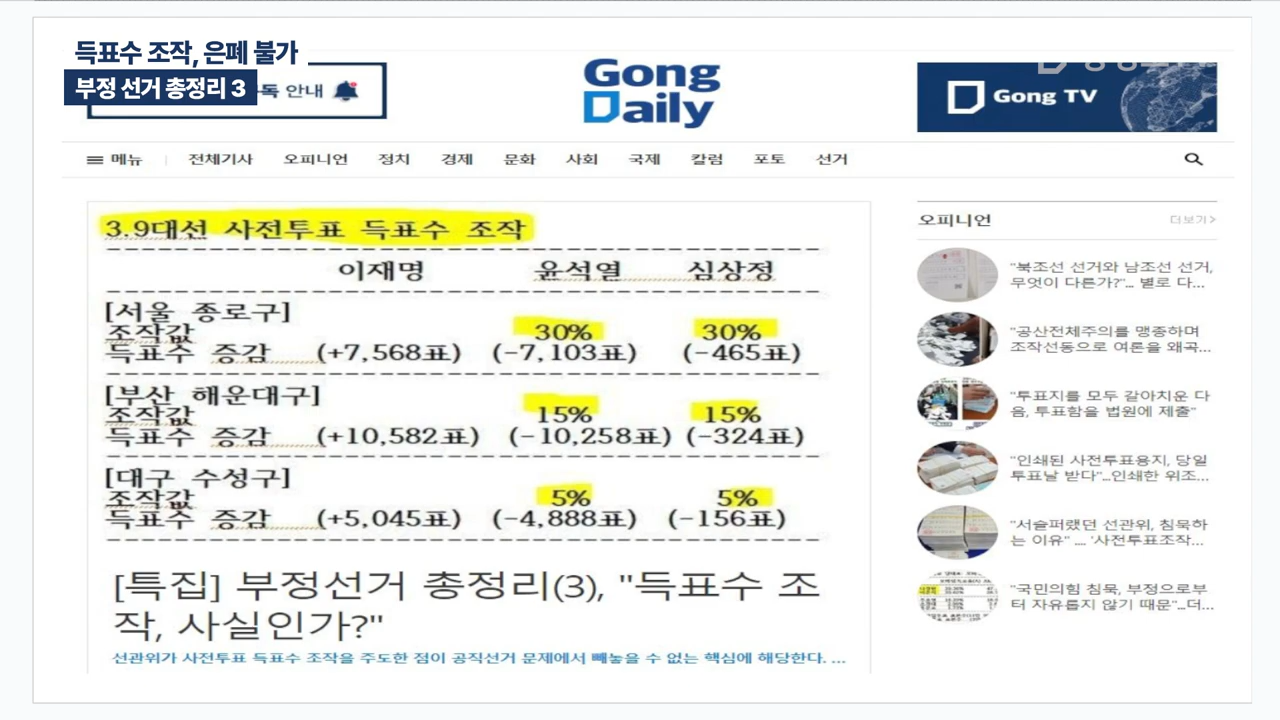 득표수 조작, 은폐 불가
부정 선거 총정리 3
독 안내
Gong
Daily
Gong TV
메뉴
전체기사
오피니언
정치
경제
문화
사회
국제
칼럼
포토
선거
3.9대선 사전투표 득표수 조작
이재명 윤석열 심상정
[서울 종로구]
조작값 30% 30%
득표수 증감 (+7,568표) (-7,103표) (-465표)
[부산 해운대구]
조작값 15% 15%
득표수 증감 (+10,582표) (-10,258표) (-324표)
[대구 수성구]
조작값 5% 5%
득표수 증감 (+5,045표) (-4,888표) (-156표)
[특집] 부정선거 총정리(3), "득표수 조
작, 사실인가?"
선관위가 사전투표 득표수 조작을 주도한 점이 공직선거 문제에서 빼놓을 수 없는 핵심에 해당한다. ...
오피니언
더보기>
"북조선 선거와 남조선 선거,
무엇이 다른가?"... 별로 다...
"공산전체주의를 맹종하며
조작선동으로 여론을 왜곡...
"투표지를 모두 갈아치운 다
음, 투표함을 법원에 제출"
"인쇄된 사전투표용지, 당일
투표날 받다"...인쇄한 위조...
"서슬퍼랬던 선관위, 침묵하
는 이유" .... '사전투표조작...
"국민의힘 침묵, 부정으로부
터 자유롭지 않기 때문"...더...